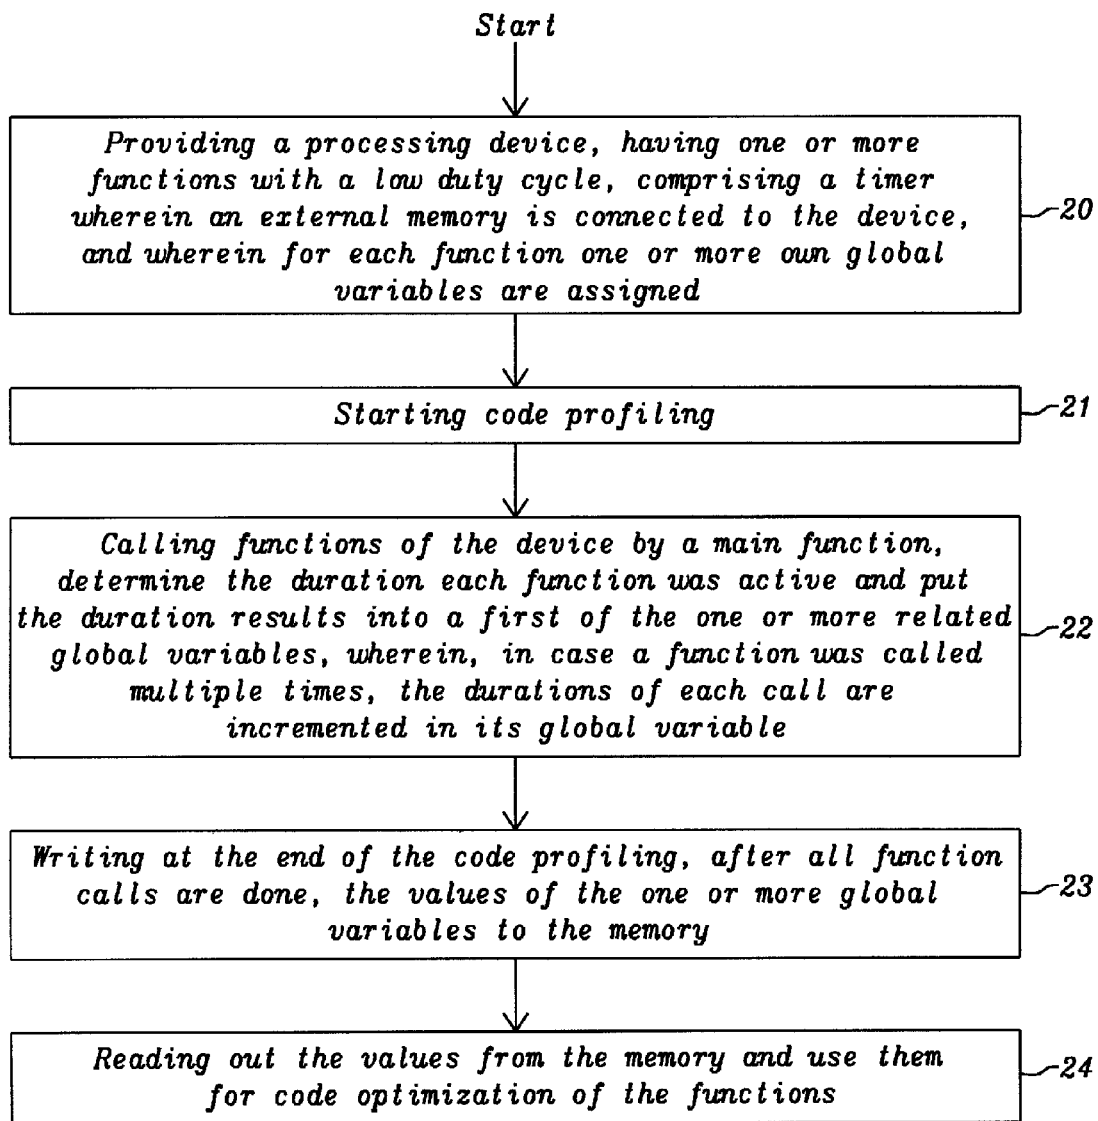 Start
Providing a processing device, having one or more
functions with a low duty cycle, comprising a timer
wherein an external memory is connected to the device,
and wherein for each function one or more own global
variables are assigned
20
Starting code profiling
21
Calling functions of the device by a main function,
determine the duration each function was active and put
the duration results into a first of the one or more related
global variables, wherein, in case a function was called
multiple times, the durations of each call are
incremented in its global variable
22
Writing at the end of the code profiling, after all function
calls are done, the values of the one or more global
variables to the memory
23
Reading out the values from the memory and use them
for code optimization of the functions
24